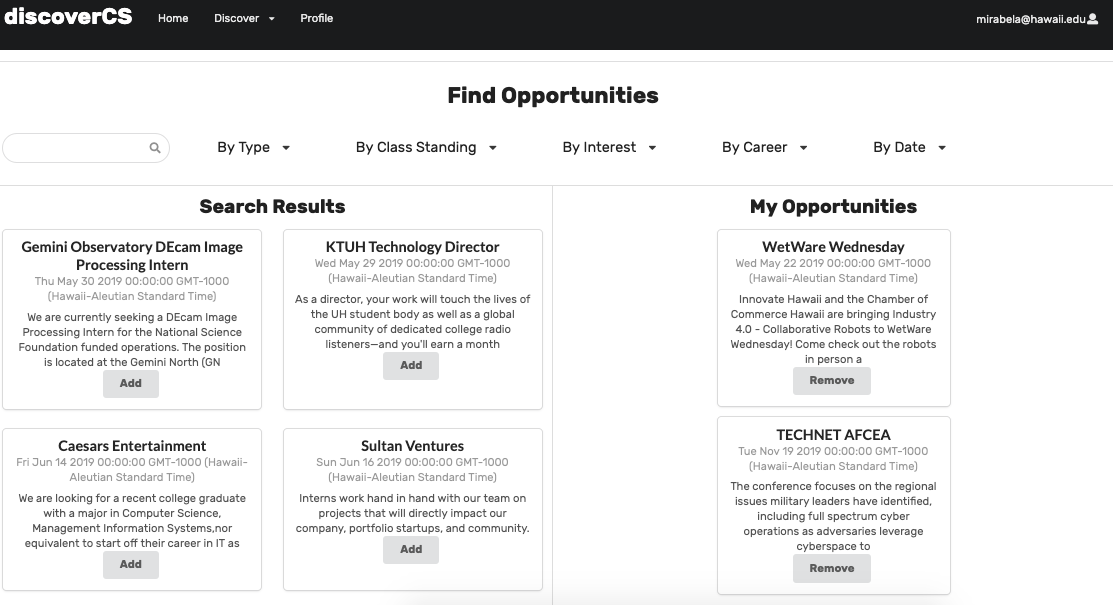 discoverCS
Home
Discover
Profile
mirabela@hawaii.edu
Find Opportunities
By Type
By Class Standing
By Interest
By Career
By Date
Search Results
Gemini Observatory DEcam Image
Processing Intern
Thu May 30 2019 00:00:00 GMT-1000
(Hawaii-Aleutian Standard Time)
We are currently seeking a DEcam Image
Processing Intern for the National Science
Foundation funded operations. The position
is located at the Gemini North (GN
Add
KTUH Technology Director
Wed May 29 2019 00:00:00 GMT-1000
(Hawaii-Aleutian Standard Time)
As a director, your work will touch the lives of
the UH student body as well as a global
community of dedicated college radio
listeners—and you'll earn a month
Add
Caesars Entertainment
Fri Jun 14 2019 00:00:00 GMT-1000 (Hawaii-
Aleutian Standard Time)
We are looking for a recent college graduate
with a major in Computer Science,
Management Information Systems,nor
equivalent to start off their career in IT as
Add
Sultan Ventures
Sun Jun 16 2019 00:00:00 GMT-1000
(Hawaii-Aleutian Standard Time)
Interns work hand in hand with our team on
projects that will directly impact our
company, portfolio startups, and community.
Add
My Opportunities
WetWare Wednesday
Wed May 22 2019 00:00:00 GMT-1000
(Hawaii-Aleutian Standard Time)
Innovate Hawaii and the Chamber of
Commerce Hawaii are bringing Industry
4.0 - Collaborative Robots to WetWare
Wednesday! Come check out the robots
in person a
Remove
TECHNET AFCEA
Tue Nov 19 2019 00:00:00 GMT-1000
(Hawaii-Aleutian Standard Time)
The conference focuses on the regional
issues military leaders have identified,
including full spectrum cyber
operations as adversaries leverage
cyberspace to
Remove